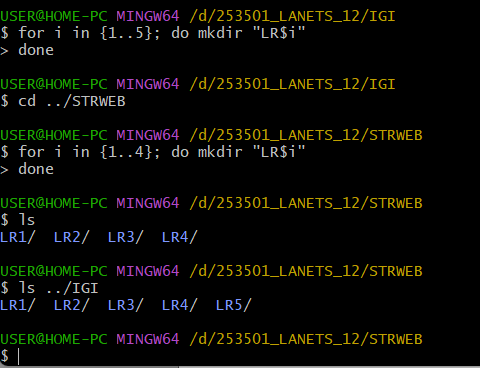 USER@HOME-PC MINGW64 /d/253501_LANETS_12/IGI
$ for i in {1..5}; do mkdir "LR$i"
> done
USER@HOME-PC MINGW64 /d/253501_LANETS_12/IGI
$ cd ../STRWEB
USER@HOME-PC MINGW64 /d/253501_LANETS_12/STRWEB
$ for i in {1..4}; do mkdir "LR$i"
> done
USER@HOME-PC MINGW64 /d/253501_LANETS_12/STRWEB
$ ls
LR1/  LR2/  LR3/  LR4/
USER@HOME-PC MINGW64 /d/253501_LANETS_12/STRWEB
$ ls ../IGI
LR1/  LR2/  LR3/  LR4/  LR5/
USER@HOME-PC MINGW64 /d/253501_LANETS_12/STRWEB
$